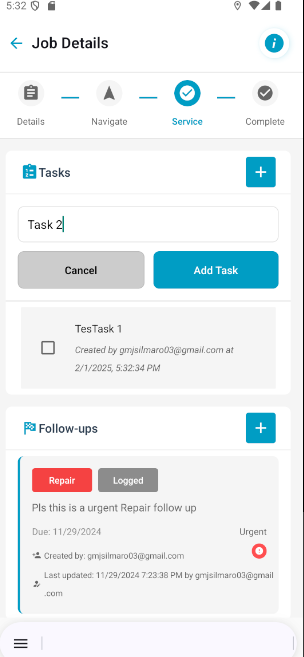 5:32
Job Details
Details
Navigate
Service
Complete
Tasks
Task 2
Cancel
Add Task
TesTask 1
Created by gmjsilmaro03@gmail.com at
2/1/2025, 5:32:34 PM
Follow-ups
Repair
Logged
Pls this is a urgent Repair follow up
Due: 11/29/2024
Urgent
Created by: gmjsilmaro03@gmail.com
Last updated: 11/29/2024 7:23:38 PM by gmjsilmaro03@gmail
.com